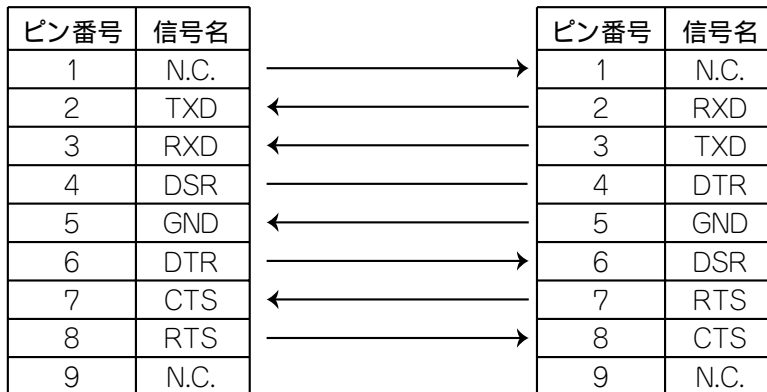 ピン番号 信号名 ピン番号 信号名
1 N.C. 1 N.C.
2 TXD 2 RXD
3 RXD 3 TXD
4 DSR 4 DTR
5 GND 5 GND
6 DTR 6 DSR
7 CTS 7 RTS
8 RTS 8 CTS
9 N.C. 9 N.C.